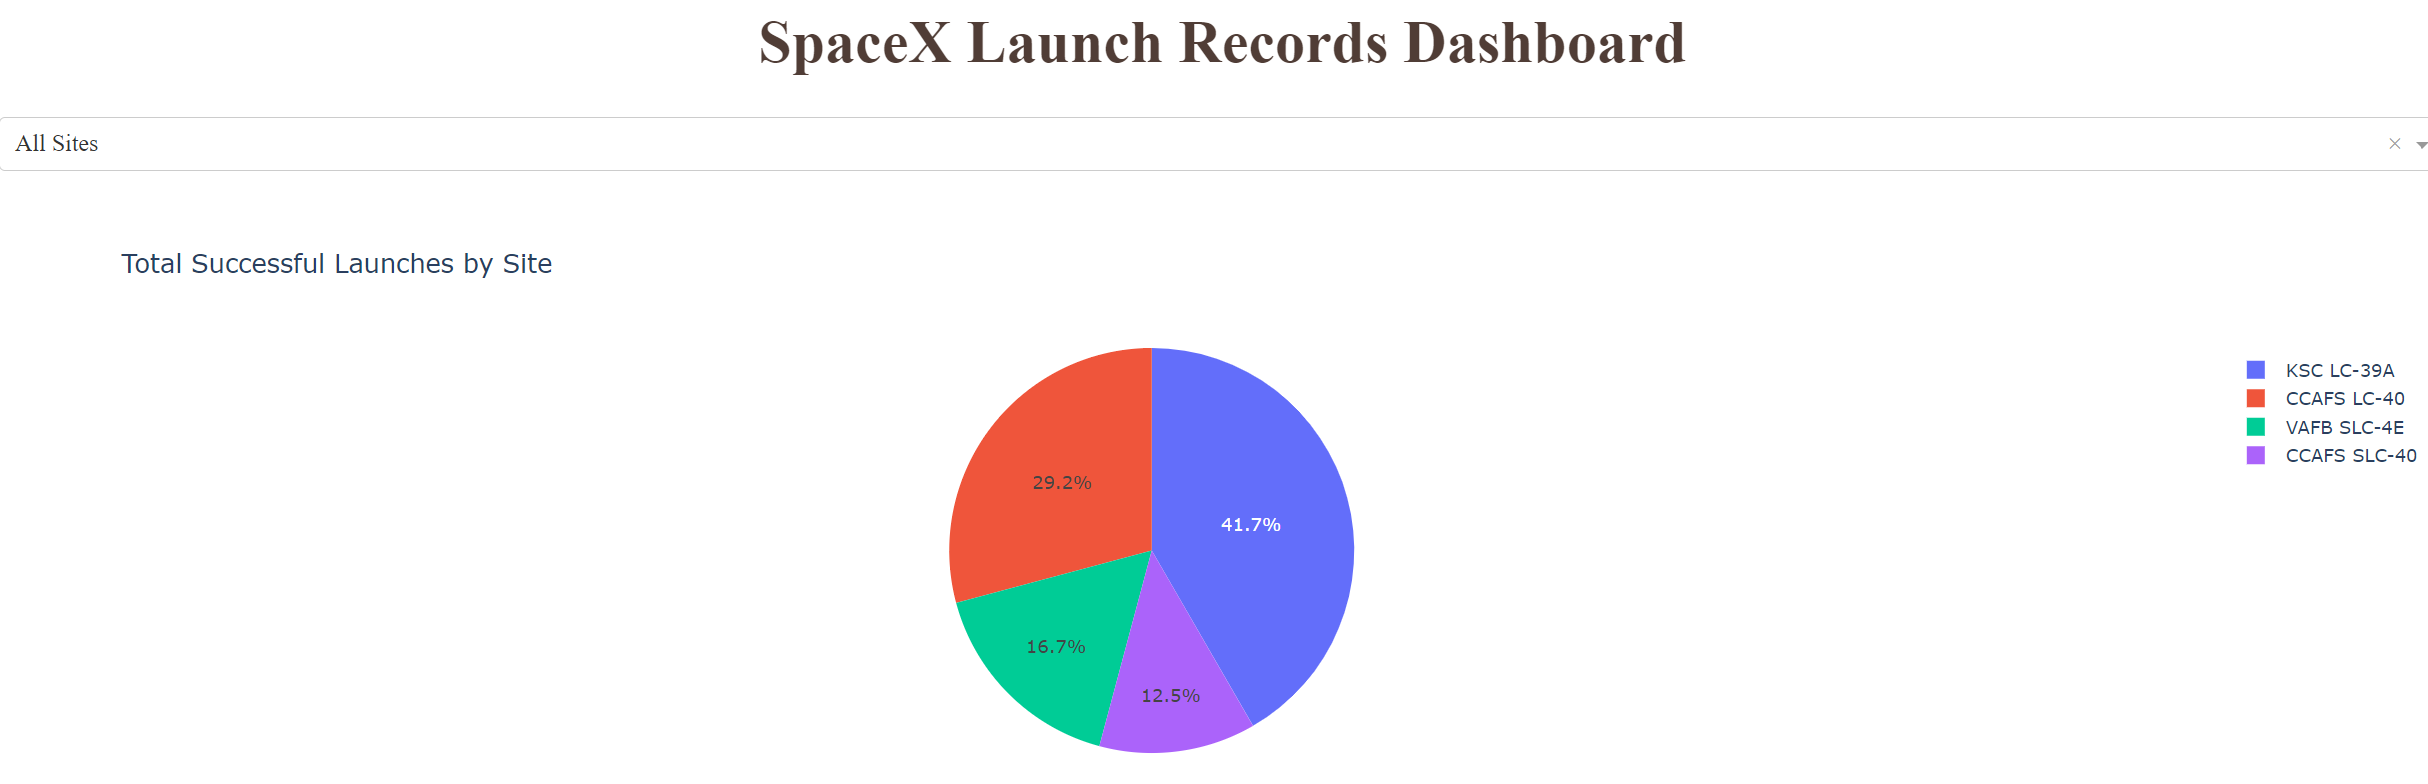 SpaceX Launch Records Dashboard
All Sites
×
Total Successful Launches by Site
KSC LC-39A
CCAFS LC-40
VAFB SLC-4E
CCAFS SLC-40
29.2%
41.7%
16.7%
12.5%